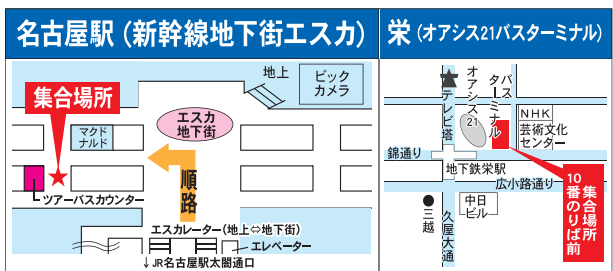 名古屋駅（新幹線地下街エスカ）
地上
ビック
カメラ
集合場所
エスカ
地下街
マクド
ナルド
順路
ツアーバスカウンター
エスカレーター（地上⇔地下街）
エレベーター
↓JR名古屋駅太閤通口
栄（オアシス21バスターミナル）
テレビ塔
オアシス21
バス
ターミナル
NHK
芸術文化
センター
錦通り
地下鉄栄駅
広小路通り
集合場所
10番のりば前
三越
久屋大通
中日
ビル